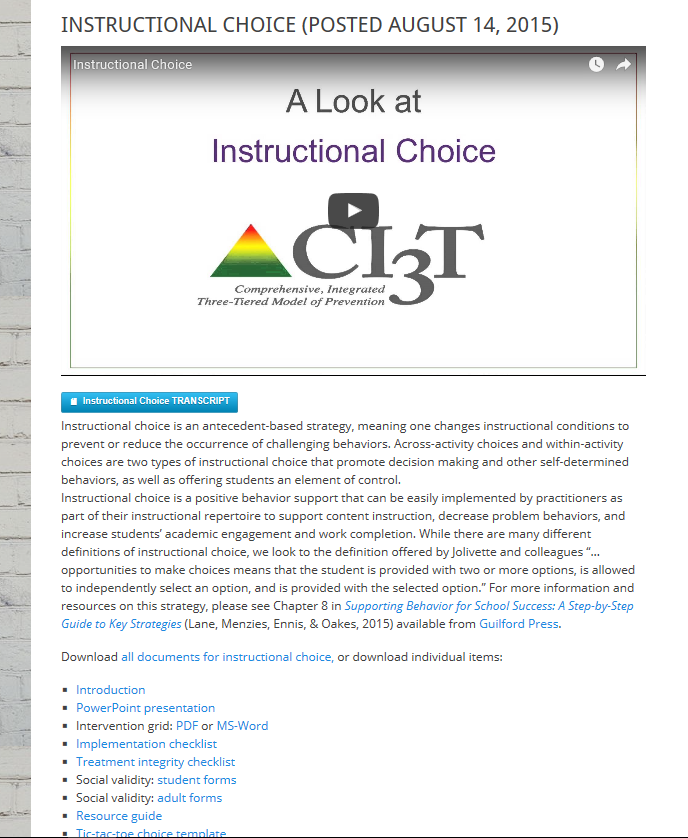 INSTRUCTIONAL CHOICE (POSTED AUGUST 14, 2015)
Instructional Choice
A Look at
Instructional Choice
CI3T
Comprehensive, Integrated
Three-Tiered Model of Prevention
Instructional Choice TRANSCRIPT
Instructional choice is an antecedent-based strategy, meaning one changes instructional conditions to
prevent or reduce the occurrence of challenging behaviors. Across-activity choices and within-activity
choices are two types of instructional choice that promote decision making and other self-determined
behaviors, as well as offering students an element of control.
Instructional choice is a positive behavior support that can be easily implemented by practitioners as
part of their instructional repertoire to support content instruction, decrease problem behaviors, and
increase students’ academic engagement and work completion. While there are many different
definitions of instructional choice, we look to the definition offered by Jolivette and colleagues “…
opportunities to make choices means that the student is provided with two or more options, is allowed
to independently select an option, and is provided with the selected option.” For more information and
resources on this strategy, please see Chapter 8 in Supporting Behavior for School Success: A Step-by-Step
Guide to Key Strategies (Lane, Menzies, Ennis, & Oakes, 2015) available from Guilford Press.
Download all documents for instructional choice, or download individual items:
▪ Introduction
▪ PowerPoint presentation
▪ Intervention grid: PDF or MS-Word
▪ Implementation checklist
▪ Treatment integrity checklist
▪ Social validity: student forms
▪ Social validity: adult forms
▪ Resource guide
▪ Tic-tac-toe choice template